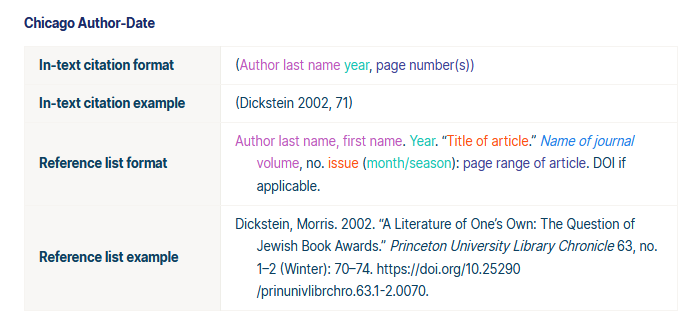 Chicago Author-Date
In-text citation format
(Author last name year, page number(s))
In-text citation example
(Dickstein 2002, 71)
Reference list format
Author last name, first name. Year. “Title of article.” Name of journal
volume, no. issue (month/season): page range of article. DOI if
applicable.
Reference list example
Dickstein, Morris. 2002. “A Literature of One’s Own: The Question of
Jewish Book Awards.” Princeton University Library Chronicle 63, no.
1–2 (Winter): 70–74. https://doi.org/10.25290
/prinunivlibrchro.63.1-2.0070.